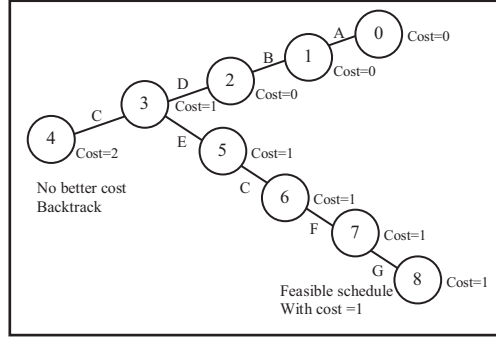 A
0
Cost=0
B
1
Cost=0
D
2
Cost=0
C
3
Cost=1
4
Cost=2
E
5
Cost=1
No better cost
Backtrack
C
6
Cost=1
F
7
Cost=1
G
8
Cost=1
Feasible schedule
With cost =1